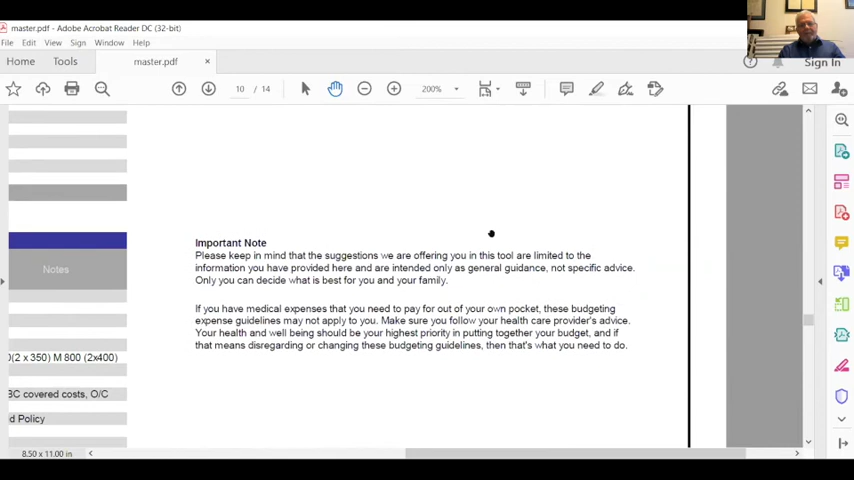 master.pdf - Adobe Acrobat Reader DC (32-bit)
File Edit View Sign Window Help
Home Tools master.pdf × Sign In
10 / 14 200%
Notes
0(2 x 350) M 800 (2x400)
BC covered costs, O/C
d Policy
Important Note
Please keep in mind that the suggestions we are offering you in this tool are limited to the
information you have provided here and are intended only as general guidance, not specific advice.
Only you can decide what is best for you and your family.
If you have medical expenses that you need to pay for out of your own pocket, these budgeting
expense guidelines may not apply to you. Make sure you follow your health care provider's advice.
Your health and well being should be your highest priority in putting together your budget, and if
that means disregarding or changing these budgeting guidelines, then that's what you need to do.
8.50 x 11.00 in